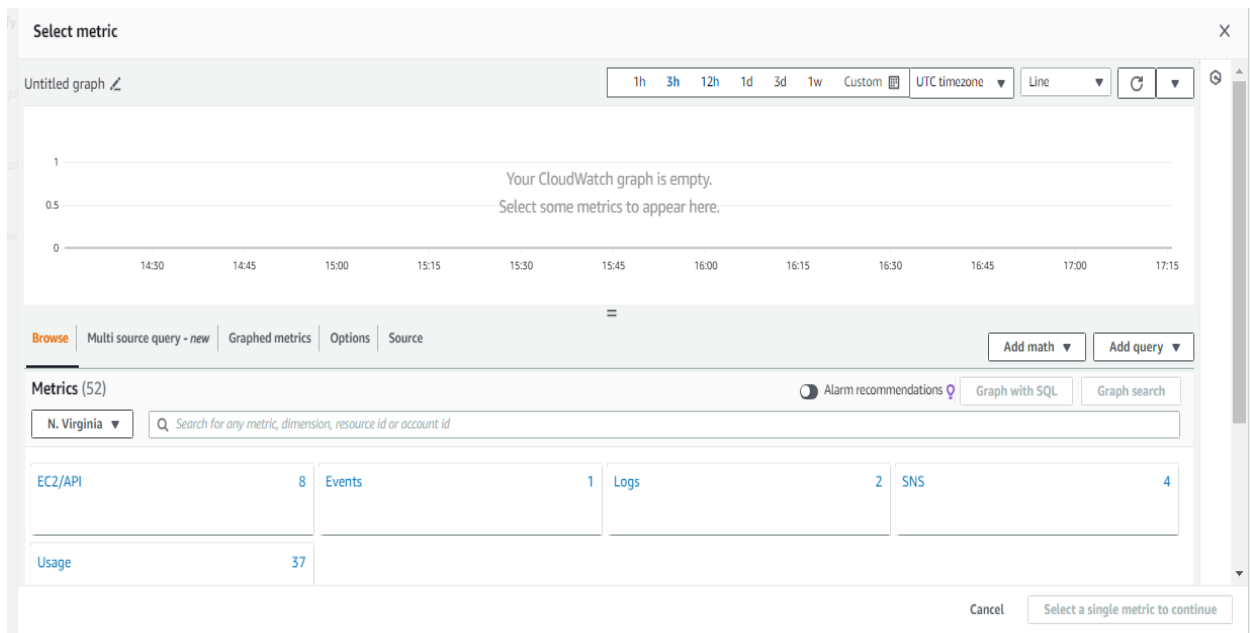 Select metric
Untitled graph
1h 3h 12h 1d 3d 1w Custom UTC timezone Line
1
Your CloudWatch graph is empty.
0.5
Select some metrics to appear here.
0
14:30 14:45 15:00 15:15 15:30 15:45 16:00 16:15 16:30 16:45 17:00 17:15
Browse Multi source query - new Graphed metrics Options Source
Add math Add query
Metrics (52)
Alarm recommendations Graph with SQL Graph search
N. Virginia Search for any metric, dimension, resource id or account id
EC2/API 8 Events 1 Logs 2 SNS 4
Usage 37
Cancel Select a single metric to continue